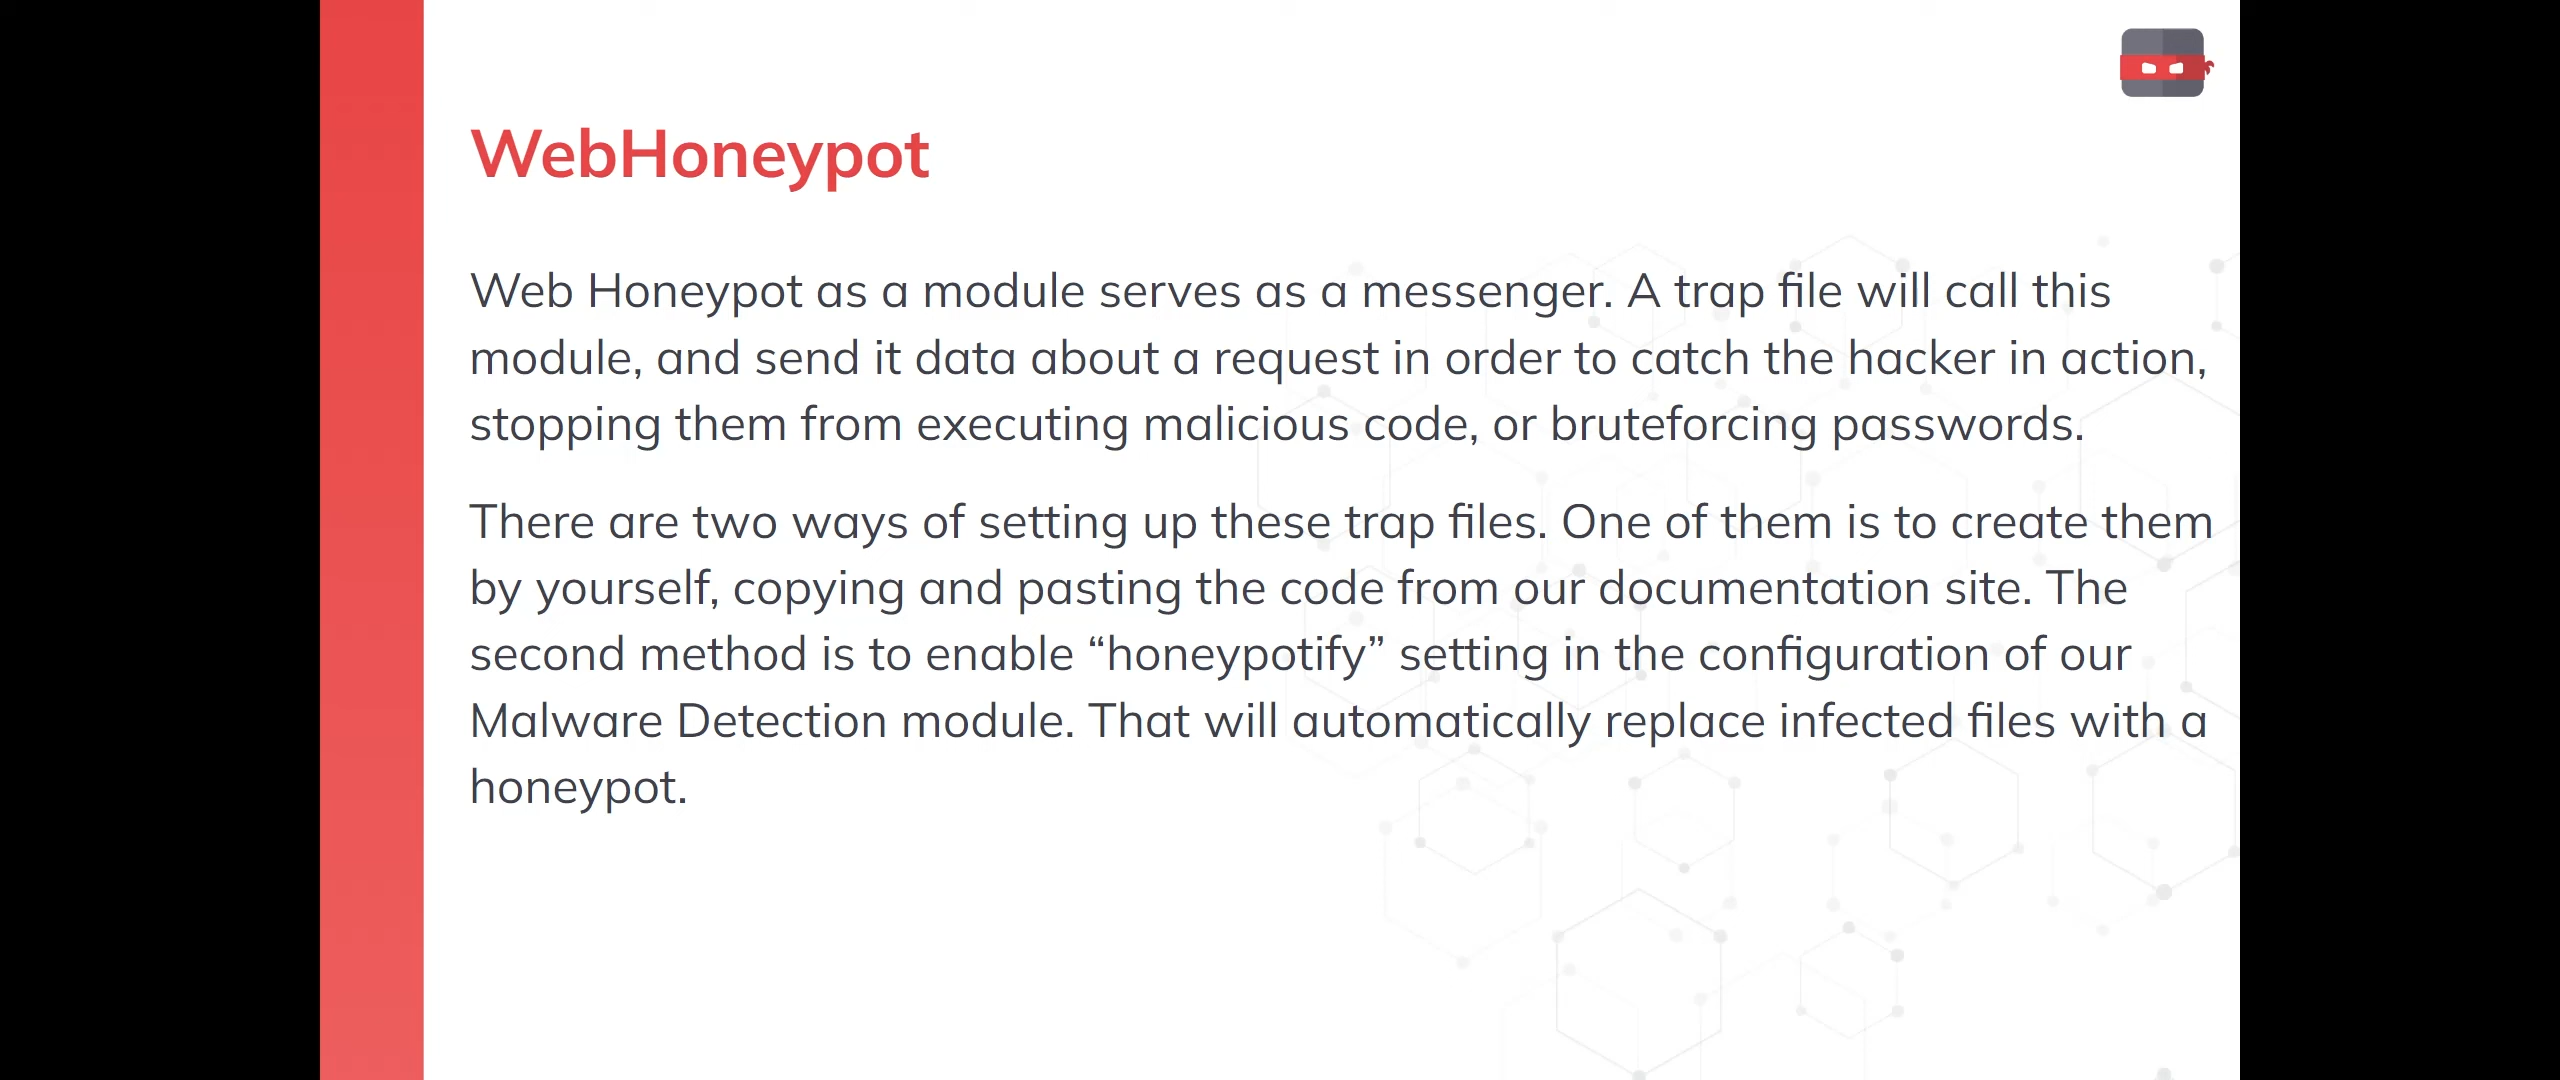 WebHoneypot
Web Honeypot as a module serves as a messenger. A trap file will call this
module, and send it data about a request in order to catch the hacker in action,
stopping them from executing malicious code, or bruteforcing passwords.
There are two ways of setting up these trap files. One of them is to create them
by yourself, copying and pasting the code from our documentation site. The
second method is to enable “honeypotify” setting in the configuration of our
Malware Detection module. That will automatically replace infected files with a
honeypot.